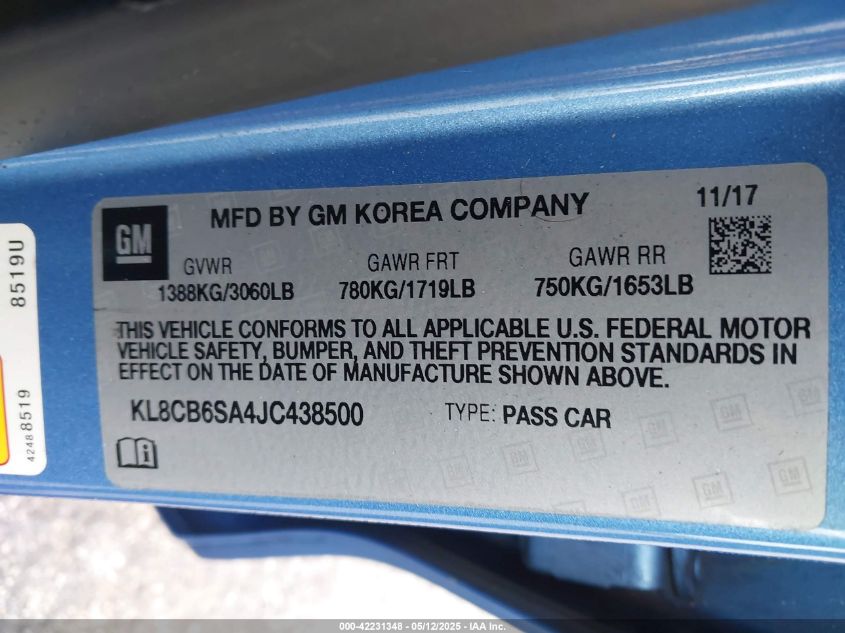 MFD BY GM KOREA COMPANY
11/17
GM
GVWR
GAWR FRT
GAWR RR
1388KG/3060LB
780KG/1719LB
750KG/1653LB
THIS VEHICLE CONFORMS TO ALL APPLICABLE U.S. FEDERAL MOTOR
VEHICLE SAFETY, BUMPER, AND THEFT PREVENTION STANDARDS IN
EFFECT ON THE DATE OF MANUFACTURE SHOWN ABOVE.
KL8CB6SA4JC438500
TYPE: PASS CAR
8519U
42488519
000-42231348 - 05/12/2025 - IAA Inc.